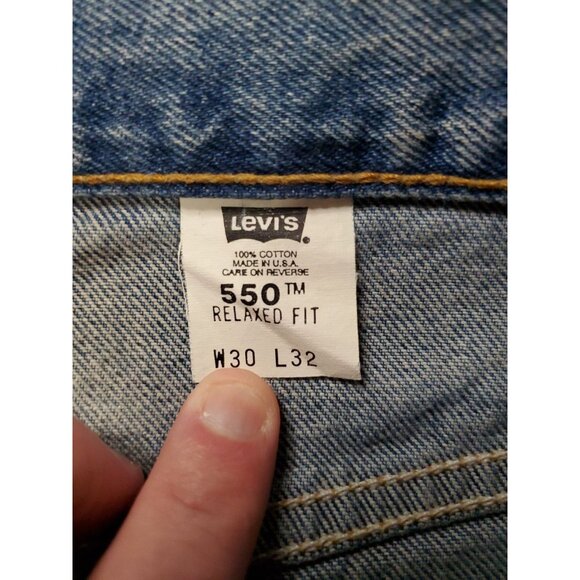 Levi's®
100% COTTON
MADE IN U.S.A.
CARE ON REVERSE
550™
RELAXED FIT
W30 L32